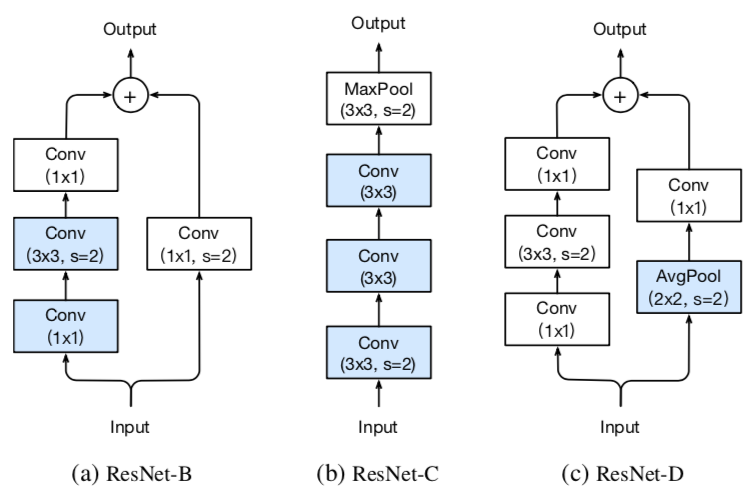 Output
+
Conv
(1x1)
Conv
(3x3, s=2)
Conv
(1x1, s=2)
Conv
(1x1)
Input
(a) ResNet-B
Output
MaxPool
(3x3, s=2)
Conv
(3x3)
Conv
(3x3)
Conv
(3x3, s=2)
Input
(b) ResNet-C
Output
+
Conv
(1x1)
Conv
(1x1)
Conv
(3x3, s=2)
AvgPool
(2x2, s=2)
Conv
(1x1)
Input
(c) ResNet-D